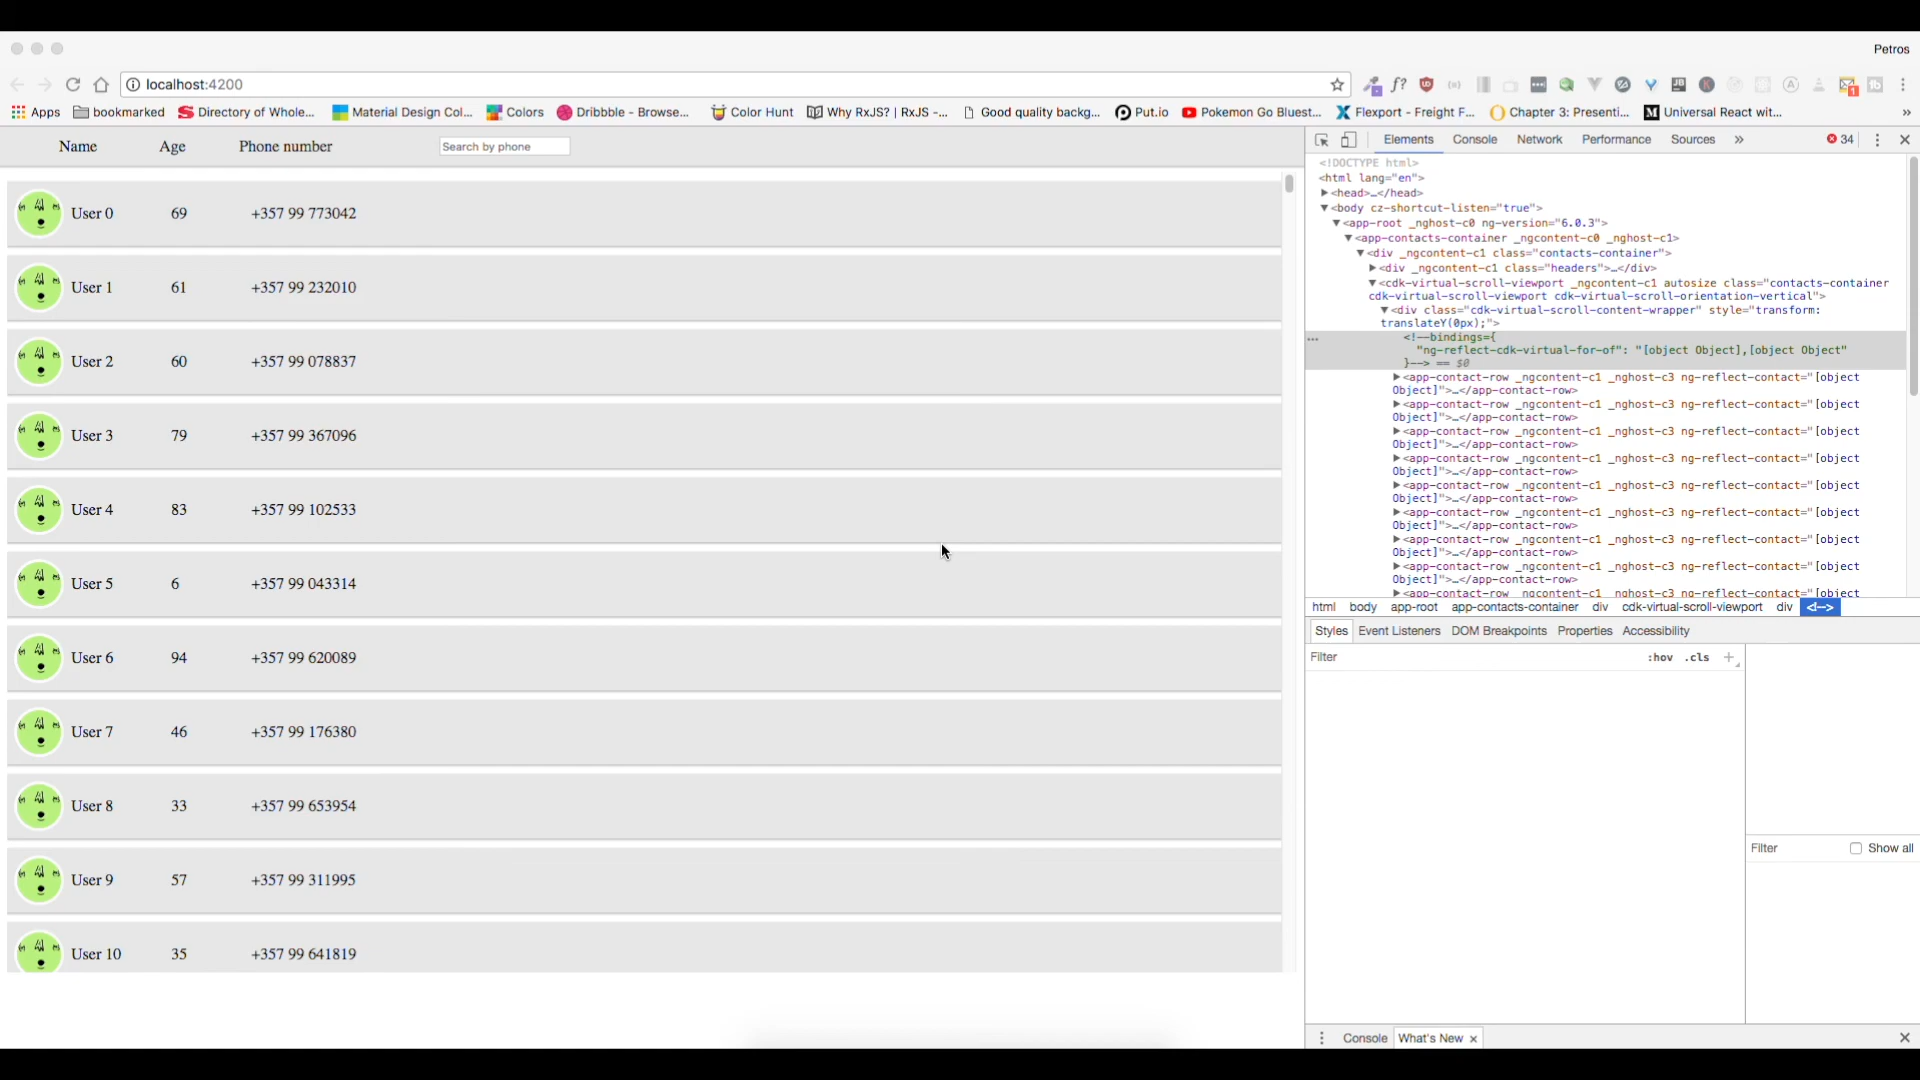 Petros
localhost:4200
Apps bookmarked Directory of Whole... Material Design Col... Colors Dribbble - Browse... Color Hunt Why RxJS? | RxJS -... Good quality backg... Put.io Pokemon Go Bluest... Flexport - Freight F... Chapter 3: Presenti... Universal React wit... »
Name Age Phone number Search by phone
User 0 69 +357 99 773042
User 1 61 +357 99 232010
User 2 60 +357 99 078837
User 3 79 +357 99 367096
User 4 83 +357 99 102533
User 5 6 +357 99 043314
User 6 94 +357 99 620089
User 7 46 +357 99 176380
User 8 33 +357 99 653954
User 9 57 +357 99 311995
User 10 35 +357 99 641819
Elements Console Network Performance Sources » 34
<!DOCTYPE html>
<html lang="en">
<head>…</head>
<body cz-shortcut-listen="true">
<app-root _nghost-c0 ng-version="6.0.3">
<app-contacts-container _ngcontent-c0 _nghost-c1>
<div _ngcontent-c1 class="contacts-container">
<div _ngcontent-c1 class="headers">…</div>
<cdk-virtual-scroll-viewport _ngcontent-c1 autosize class="contacts-container
cdk-virtual-scroll-viewport cdk-virtual-scroll-orientation-vertical">
<div class="cdk-virtual-scroll-content-wrapper" style="transform:
translateY(0px);">
<!--bindings={
"ng-reflect-cdk-virtual-for-of": "[object Object],[object Object"
}--> == $0
<app-contact-row _ngcontent-c1 _nghost-c3 ng-reflect-contact="[object
Object]">…</app-contact-row>
<app-contact-row _ngcontent-c1 _nghost-c3 ng-reflect-contact="[object
Object]">…</app-contact-row>
<app-contact-row _ngcontent-c1 _nghost-c3 ng-reflect-contact="[object
Object]">…</app-contact-row>
<app-contact-row _ngcontent-c1 _nghost-c3 ng-reflect-contact="[object
Object]">…</app-contact-row>
<app-contact-row _ngcontent-c1 _nghost-c3 ng-reflect-contact="[object
Object]">…</app-contact-row>
<app-contact-row _ngcontent-c1 _nghost-c3 ng-reflect-contact="[object
Object]">…</app-contact-row>
<app-contact-row _ngcontent-c1 _nghost-c3 ng-reflect-contact="[object
Object]">…</app-contact-row>
<app-contact-row _ngcontent-c1 _nghost-c3 ng-reflect-contact="[object
Object]">…</app-contact-row>
<app-contact-row _ngcontent-c1 _nghost-c3 ng-reflect-contact="[object
html body app-root app-contacts-container div cdk-virtual-scroll-viewport div <!-->
Styles Event Listeners DOM Breakpoints Properties Accessibility
Filter :hov .cls +
Filter Show all
Console What's New ×